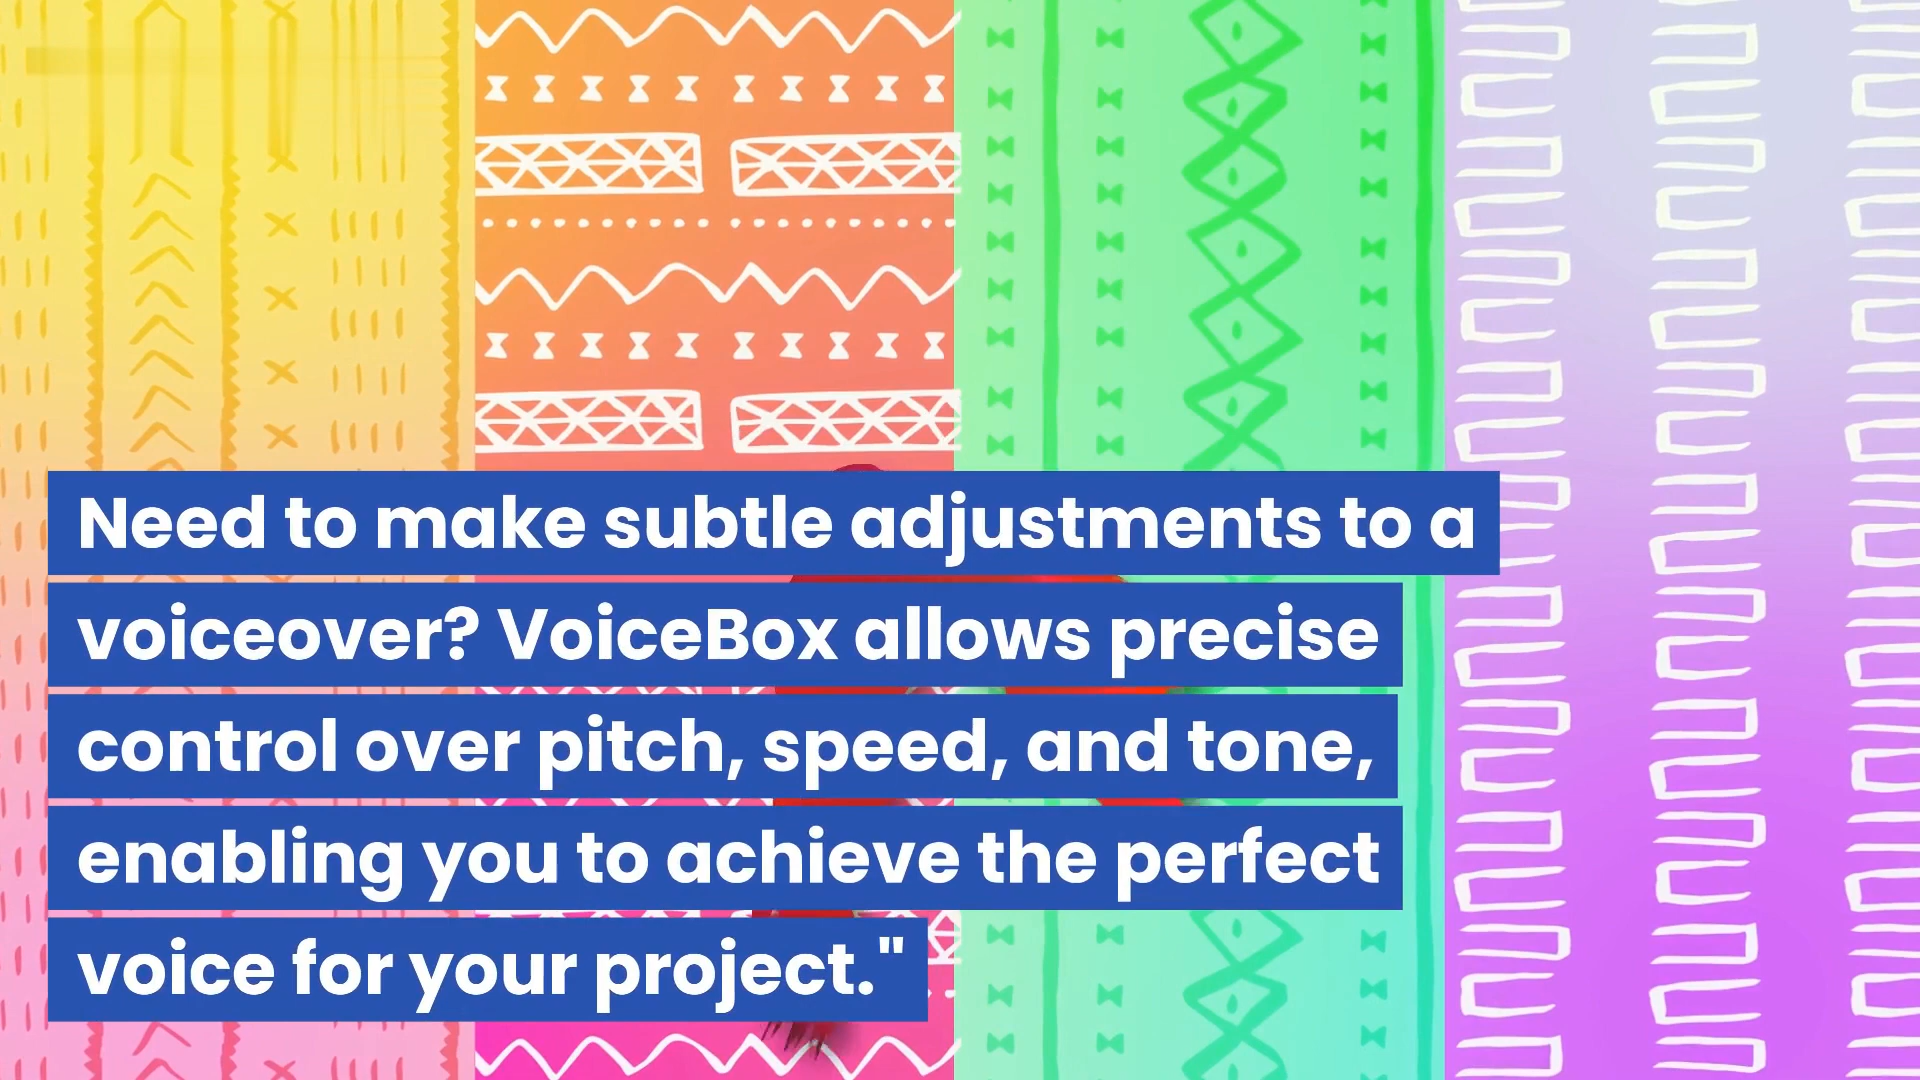 Need to make subtle adjustments to a
voiceover? VoiceBox allows precise
control over pitch, speed, and tone,
enabling you to achieve the perfect
voice for your project."